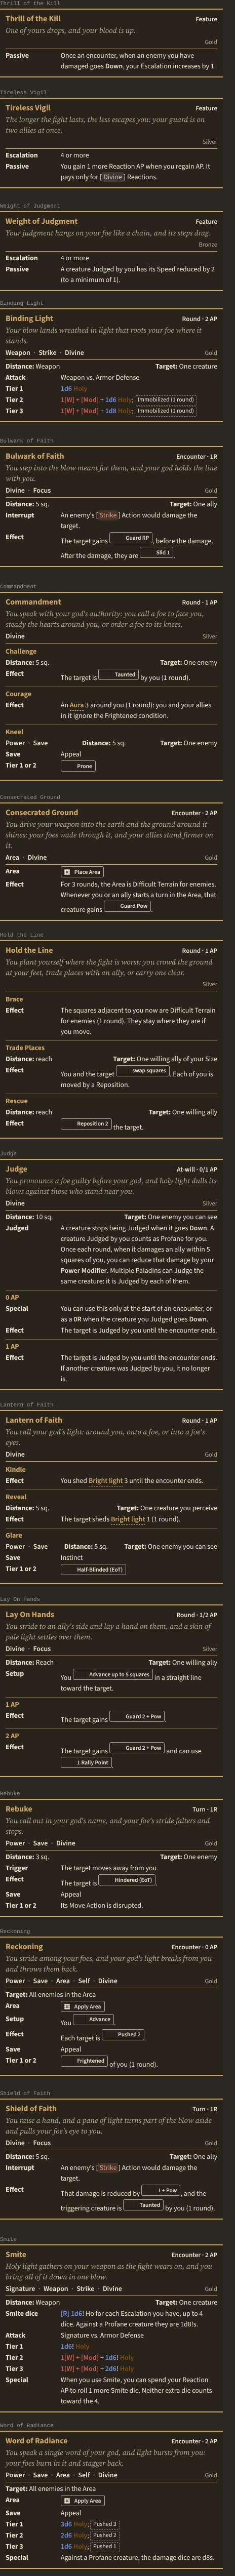 Thrill of the Kill
Thrill of the Kill Feature
One of yours drops, and your blood is up.
Gold
Passive Once an encounter, when an enemy you have
damaged goes Down, your Escalation increases by 1.
Tireless Vigil
Tireless Vigil Feature
The longer the fight lasts, the less escapes you: your guard is on
two allies at once.
Silver
Escalation 4 or more
Passive You gain 1 more Reaction AP when you regain AP. It
pays only for [Divine] Reactions.
Weight of Judgment
Weight of Judgment Feature
Your judgment hangs on your foe like a chain, and its steps drag.
Bronze
Escalation 4 or more
Passive A creature Judged by you has its Speed reduced by 2
(to a minimum of 1).
Binding Light
Binding Light Round · 2 AP
Your blow lands wreathed in light that roots your foe where it
stands.
Weapon · Strike · Divine Gold
Distance: Weapon Target: One creature
Attack Weapon vs. Armor Defense
Tier 1 1d6 Holy
Tier 2 1[W] + [Mod] + 1d6 Holy; Immobilized (1 round)
Tier 3 1[W] + [Mod] + 1d8 Holy; Immobilized (1 round)
Bulwark of Faith
Bulwark of Faith Encounter · 1R
You step into the blow meant for them, and your god holds the line
with you.
Divine · Focus Gold
Distance: 5 sq. Target: One ally
Interrupt An enemy's [Strike] Action would damage the
target.
Effect The target gains Guard RP, before the damage.
After the damage, they are Slid 1.
Commandment
Commandment Round · 1 AP
You speak with your god's authority: you call a foe to face you,
steady the hearts around you, or order a foe to its knees.
Divine Silver
Challenge
Distance: 5 sq. Target: One enemy
Effect The target is Taunted by you (1 round).
Courage
Effect An Aura 3 around you (1 round): you and your allies
in it ignore the Frightened condition.
Kneel
Power · Save Distance: 5 sq. Target: One enemy
Save Appeal
Tier 1 or 2 Prone
Consecrated Ground
Consecrated Ground Encounter · 2 AP
You drive your weapon into the earth and the ground around it
shines: your foes wade through it, and your allies stand firmer on
it.
Area · Divine Gold
Area Place Area
Effect For 3 rounds, the Area is Difficult Terrain for enemies.
Whenever you or an ally starts a turn in the Area, that
creature gains Guard Pow.
Hold the Line
Hold the Line Round · 1 AP
You plant yourself where the fight is worst: you crowd the ground
at your feet, trade places with an ally, or carry one clear.
Silver
Brace
Effect The squares adjacent to you now are Difficult Terrain
for enemies (1 round). They stay where they are if
you move.
Trade Places
Distance: reach Target: One willing ally of your Size
Effect You and the target swap squares. Each of you is
moved by a Reposition.
Rescue
Distance: reach Target: One willing ally
Effect Reposition 2 the target.
Judge
Judge At-will · 0/1 AP
You pronounce a foe guilty before your god, and holy light dulls its
blows against those who stand near you.
Divine Silver
Distance: 10 sq. Target: One enemy you can see
Judged A creature stops being Judged when it goes Down. A
creature Judged by you counts as Profane for you.
Once each round, when it damages an ally within 5
squares of you, you can reduce that damage by your
Power Modifier. Multiple Paladins can Judge the
same creature: it is Judged by each of them.
0 AP
Special You can use this only at the start of an encounter, or
as a 0R when the creature you Judged goes Down.
Effect The target is Judged by you until the encounter ends.
1 AP
Effect The target is Judged by you until the encounter ends.
If another creature was Judged by you, it no longer
is.
Lantern of Faith
Lantern of Faith Round · 1 AP
You call your god's light: around you, onto a foe, or into a foe's
eyes.
Divine Gold
Kindle
Effect You shed Bright light 3 until the encounter ends.
Reveal
Distance: 5 sq. Target: One creature you perceive
Effect The target sheds Bright light 1 (1 round).
Glare
Power · Save Distance: 5 sq. Target: One enemy you can see
Save Instinct
Tier 1 or 2 Half-Blinded (EoT)
Lay On Hands
Lay On Hands Round · 1/2 AP
You stride to an ally's side and lay a hand on them, and a skin of
pale light settles over them.
Divine · Focus Silver
Distance: Reach Target: One willing ally
Setup You Advance up to 5 squares in a straight line
toward the target.
1 AP
Effect The target gains Guard 2 + Pow.
2 AP
Effect The target gains Guard 2 + Pow and can use
1 Rally Point.
Rebuke
Rebuke Turn · 1R
You call out in your god's name, and your foe's stride falters and
stops.
Power · Save · Divine Gold
Distance: 3 sq. Target: One enemy
Trigger The target moves away from you.
Effect The target is Hindered (EoT).
Save Appeal
Tier 1 or 2 Its Move Action is disrupted.
Reckoning
Reckoning Encounter · 0 AP
You stride among your foes, and your god's light breaks from you
and throws them back.
Power · Save · Area · Self · Divine Gold
Target: All enemies in the Area
Area Apply Area
Setup You Advance.
Effect Each target is Pushed 2.
Save Appeal
Tier 1 or 2 Frightened of you (1 round).
Shield of Faith
Shield of Faith Turn · 1R
You raise a hand, and a pane of light turns part of the blow aside
and pulls your foe's eye to you.
Divine · Focus Gold
Distance: 5 sq. Target: One ally
Interrupt An enemy's [Strike] Action would damage the
target.
Effect That damage is reduced by 1 + Pow, and the
triggering creature is Taunted by you (1 round).
Smite
Smite Encounter · 2 AP
Holy light gathers on your weapon as the fight wears on, and you
bring all of it down in one blow.
Signature · Weapon · Strike · Divine Gold
Distance: Weapon Target: One creature
Smite dice [R] 1d6! Ho for each Escalation you have, up to 4
dice. Against a Profane creature they are 1d8!s.
Attack Signature vs. Armor Defense
Tier 1 1d6! Holy
Tier 2 1[W] + [Mod] + 1d6! Holy
Tier 3 1[W] + [Mod] + 2d6! Holy
Special When you use Smite, you can spend your Reaction
AP to roll 1 more Smite die. Neither extra die counts
toward the 4.
Word of Radiance
Word of Radiance Encounter · 2 AP
You speak a single word of your god, and light bursts from you:
your foes burn in it and stagger back.
Power · Save · Area · Self · Divine Gold
Target: All enemies in the Area
Area Apply Area
Save Appeal
Tier 1 3d6 Holy; Pushed 3
Tier 2 2d6 Holy; Pushed 2
Tier 3 1d6 Holy; Pushed 1
Special Against a Profane creature, the damage dice are d8s.